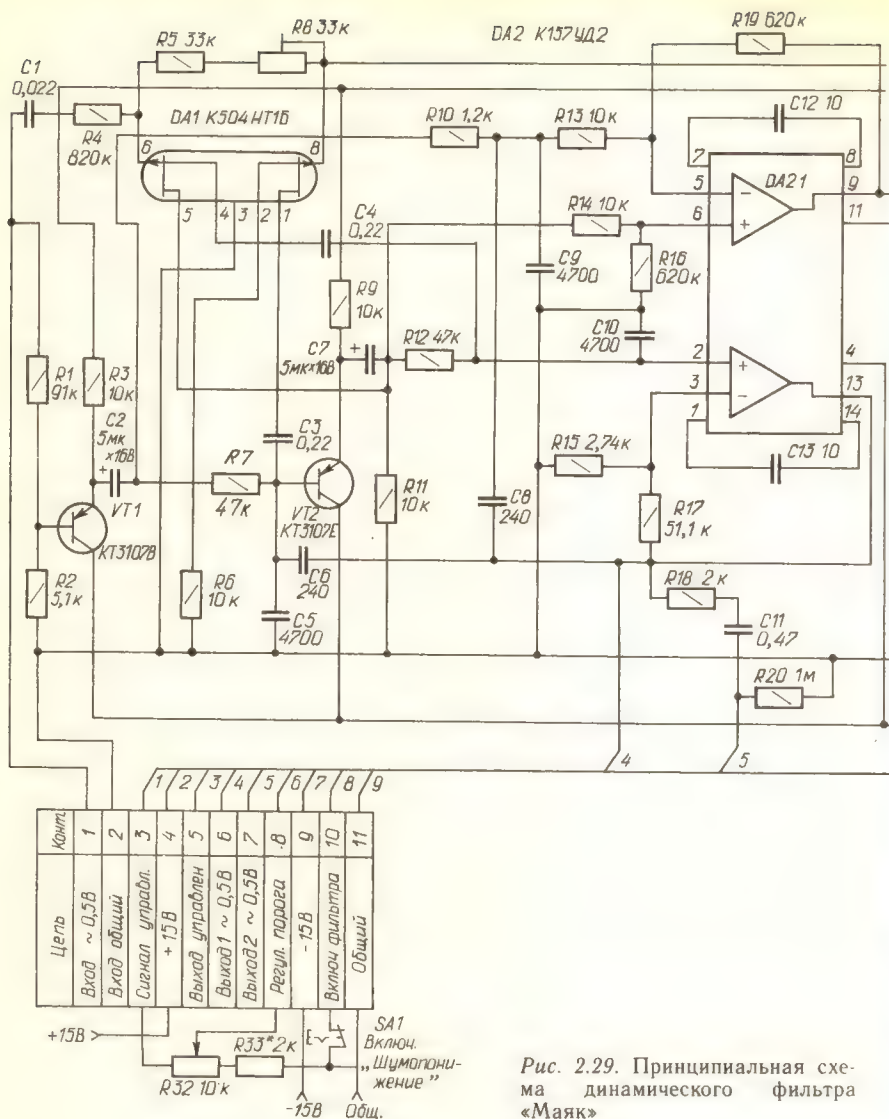 R5 33к
R8 33к
DA2 К157УД2
R19 620к
C1
0,022
R4
820к
DA1 К504НТ1Б
R10 1,2к
R13 10к
C12 10
6
8
5
4
3
2
1
7
8
DA2.1
9
11
5
6
R14 10к
C4
0,22
R9
10к
C9
4700
R16
620к
C10
4700
R1
91к
R3
10к
C2
5мк
×16В
C7
5мк×16В
R12 47к
2
3
1
4
13
14
+
−
C3
0,22
R15 2,74к
C13 10
R7
47к
VT1
КТ3107В
VT2
КТ3107Е
R11
10к
C8
240
R17
51,1к
R2
5,1к
R6
10к
C6
240
C5
4700
R18 2к
C11
0,47
R20 1м
4
5
1 2 3 4 5 6 7 8 9
Конт. 1 2 3 4 5 6 7 8 9 10 11
Цепь
Вход ~ 0,5В
Вход общий
Сигнал управл.
+15В
Выход управлен
Выход1 ~ 0,5В
Выход2 ~ 0,5В
Регул. порога
-15В
Включ фильтра
Общий
+15В
R32 10к
R33* 2к
SA1
Включ.
„Шумопони-
жение”
-15В
Общ.
Рис. 2.29. Принципиальная схе-
ма динамического фильтра
«Маяк»